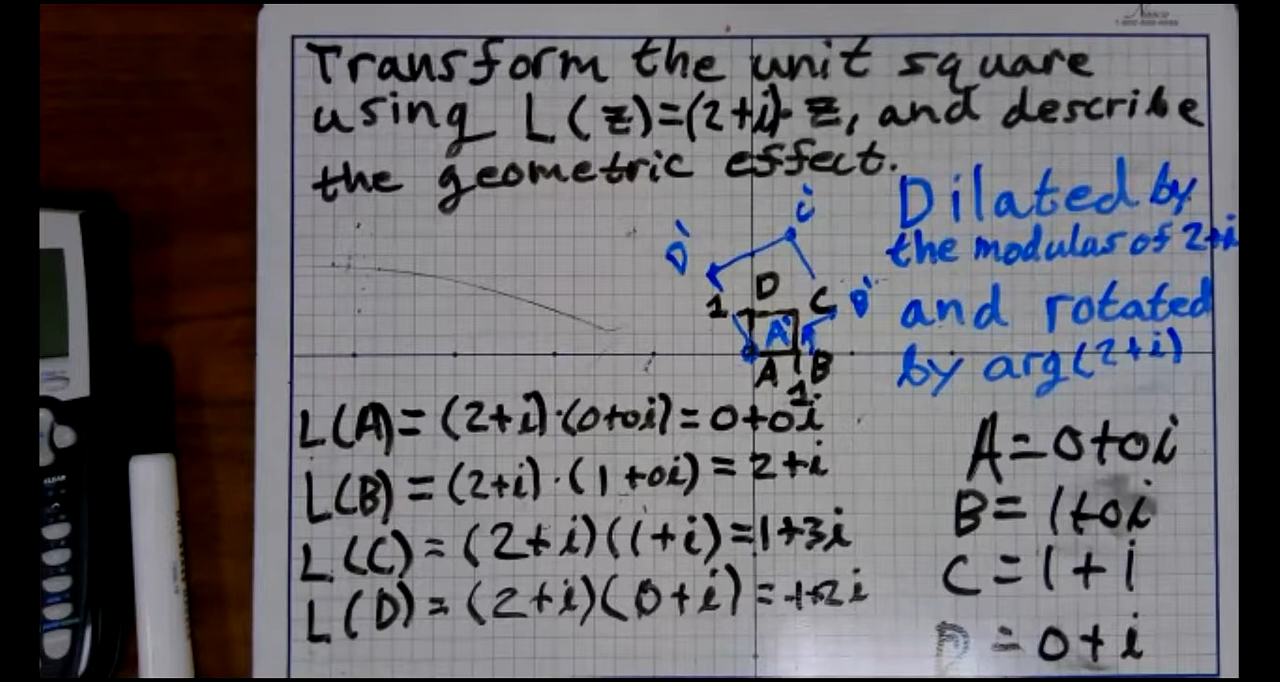 Transform the unit square
using L(z)=(2+i)·z, and describe
the geometric effect.
Dilated by
the modulas of 2+i
and rotated
by arg(2+i)
D
1
C
A'
A
B
1
L(A)=(2+i)·(0+0i)=0+0i
L(B)=(2+i)·(1+0i)=2+i
L(C)=(2+i)(1+i)=1+3i
L(D)=(2+i)(0+i)=-1+2i
A=0+0i
B=1+0i
C=1+i
D=0+i